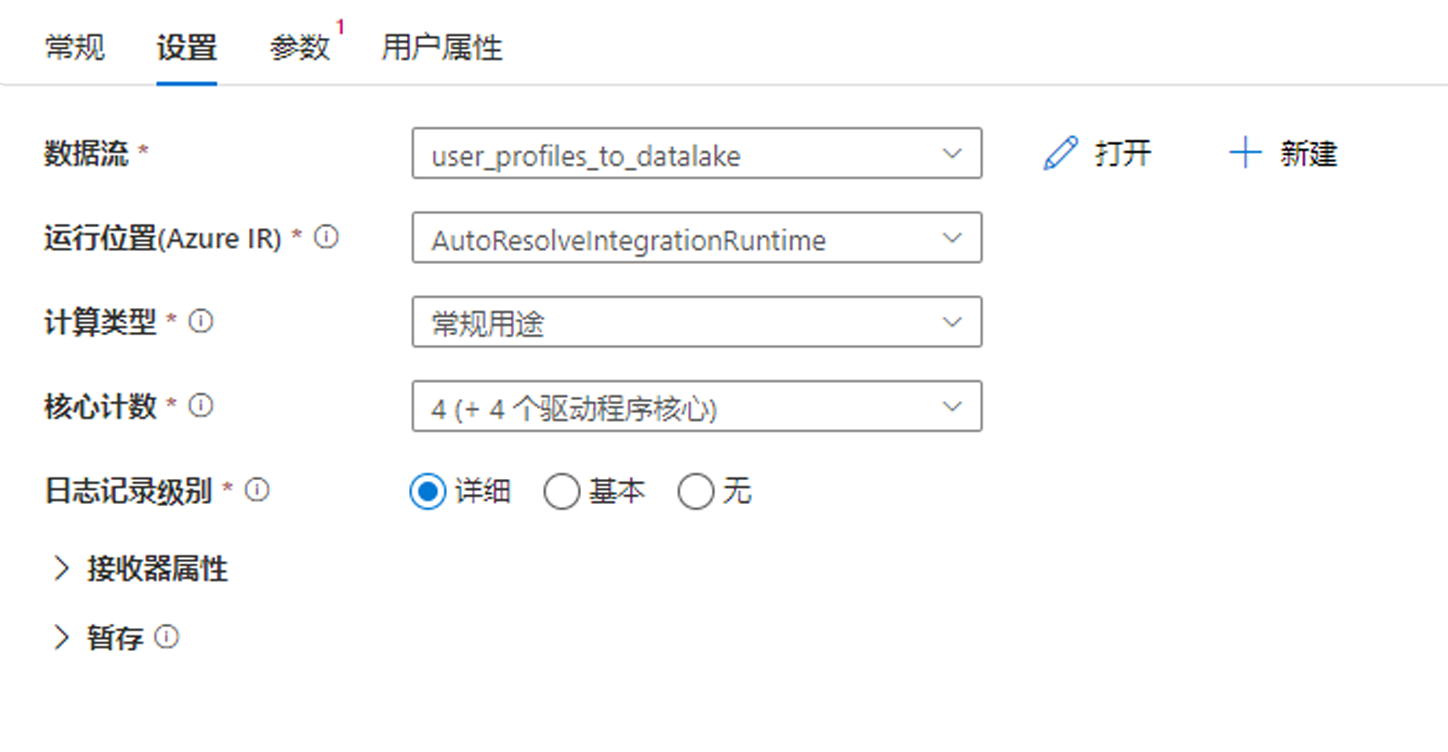 常规 设置 参数 1 用户属性
数据流 * user_profiles_to_datalake 打开 新建
运行位置(Azure IR) * AutoResolveIntegrationRuntime
计算类型 * 常规用途
核心计数 * 4 (+ 4 个驱动程序核心)
日志记录级别 * 详细 基本 无
接收器属性
暂存